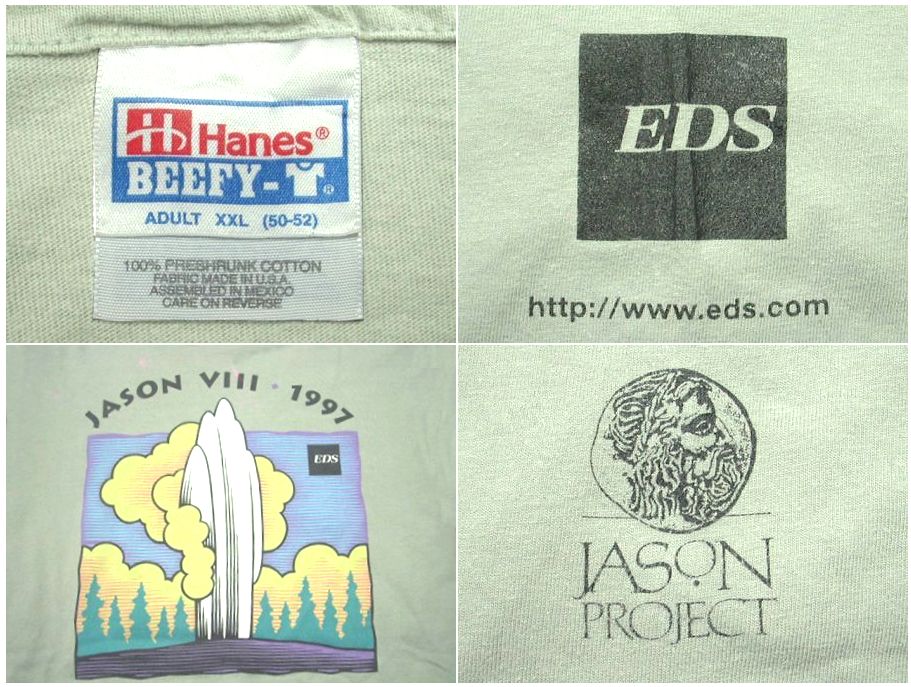 Hanes®
BEEFY-T®
ADULT XXL (50-52)
100% PRESHRUNK COTTON
FABRIC MADE IN U.S.A.
ASSEMBLED IN MEXICO
CARE ON REVERSE
EDS
http://www.eds.com
JASON VIII · 1997
EDS
JASON
PROJECT